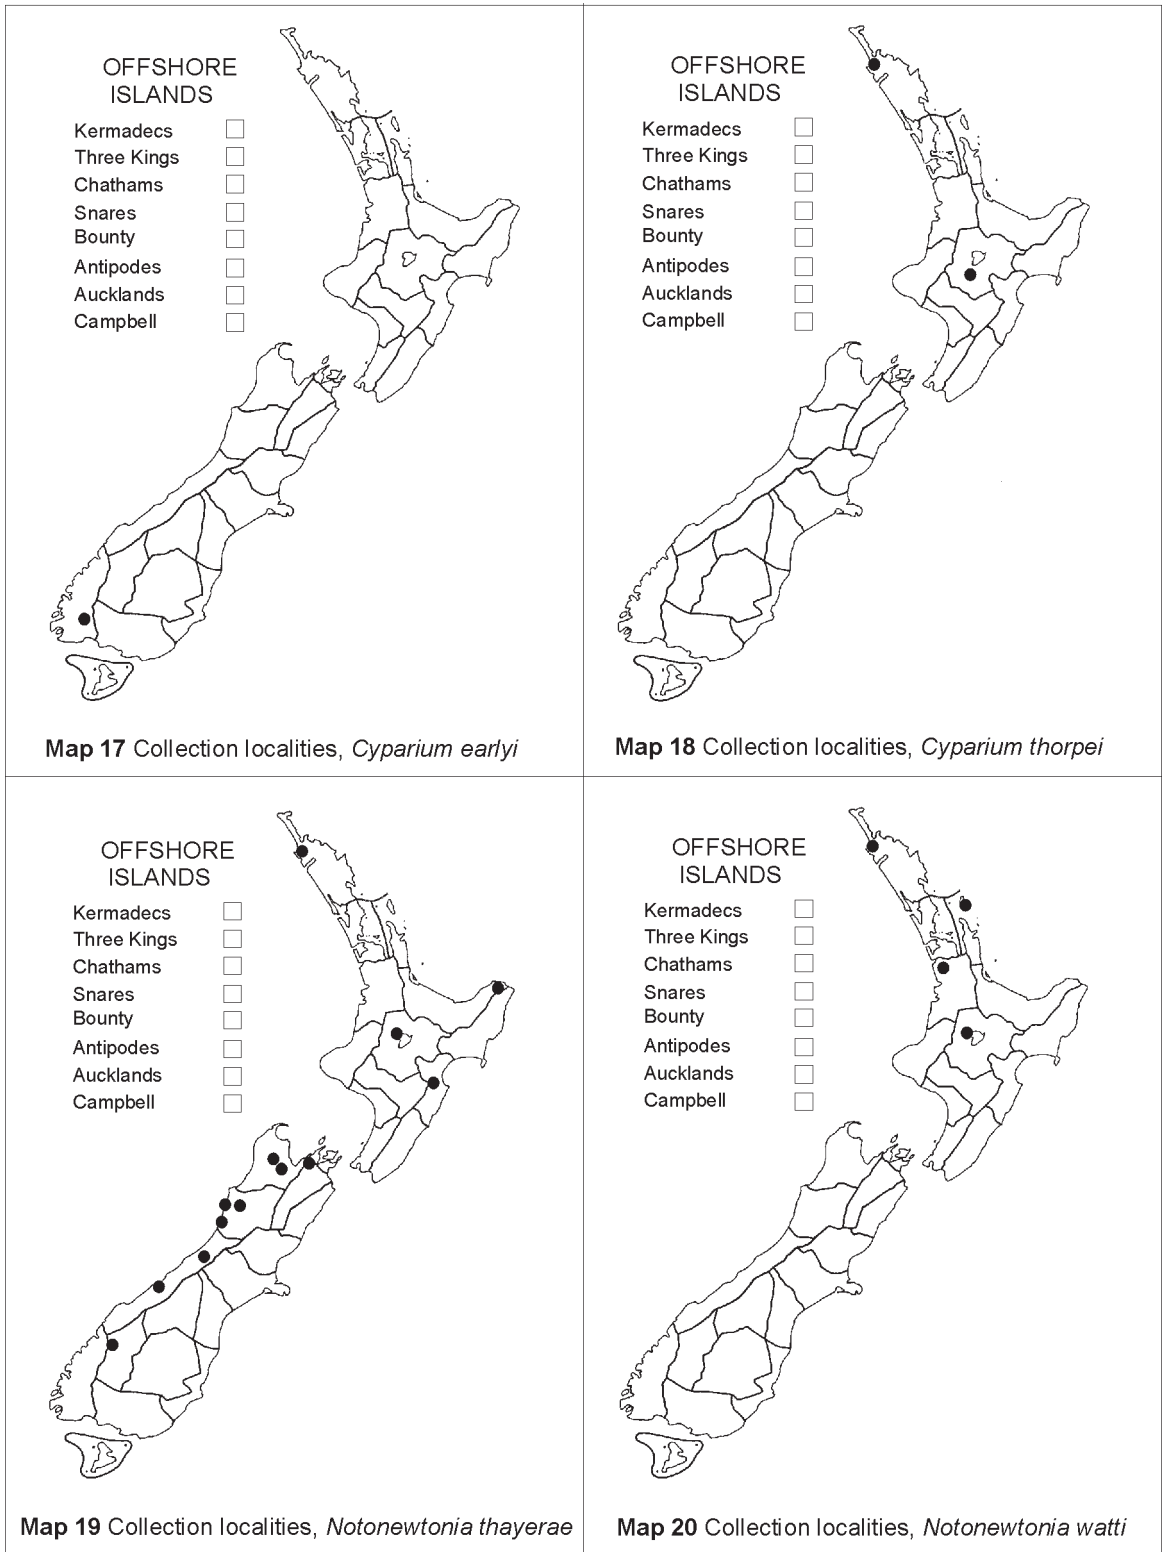 OFFSHORE
ISLANDS
Kermadecs
Three Kings
Chathams
Snares
Bounty
Antipodes
Aucklands
Campbell
Map 17 Collection localities, Cyparium earlyi
OFFSHORE
ISLANDS
Kermadecs
Three Kings
Chathams
Snares
Bounty
Antipodes
Aucklands
Campbell
Map 18 Collection localities, Cyparium thorpei
OFFSHORE
ISLANDS
Kermadecs
Three Kings
Chathams
Snares
Bounty
Antipodes
Aucklands
Campbell
Map 19 Collection localities, Notonewtonia thayerae
OFFSHORE
ISLANDS
Kermadecs
Three Kings
Chathams
Snares
Bounty
Antipodes
Aucklands
Campbell
Map 20 Collection localities, Notonewtonia watti